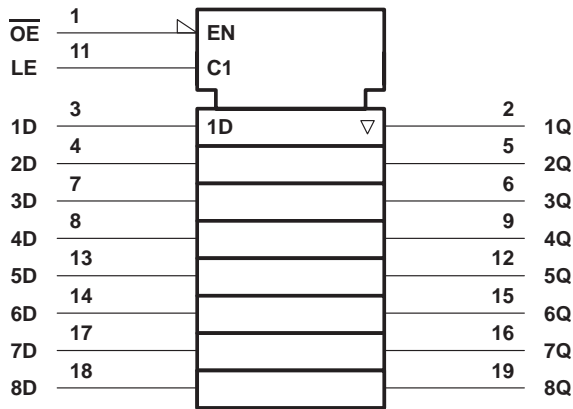 OE 1 EN
LE 11 C1
1D 3 1D ▽ 2 1Q
2D 4 5 2Q
3D 7 6 3Q
4D 8 9 4Q
5D 13 12 5Q
6D 14 15 6Q
7D 17 16 7Q
8D 18 19 8Q